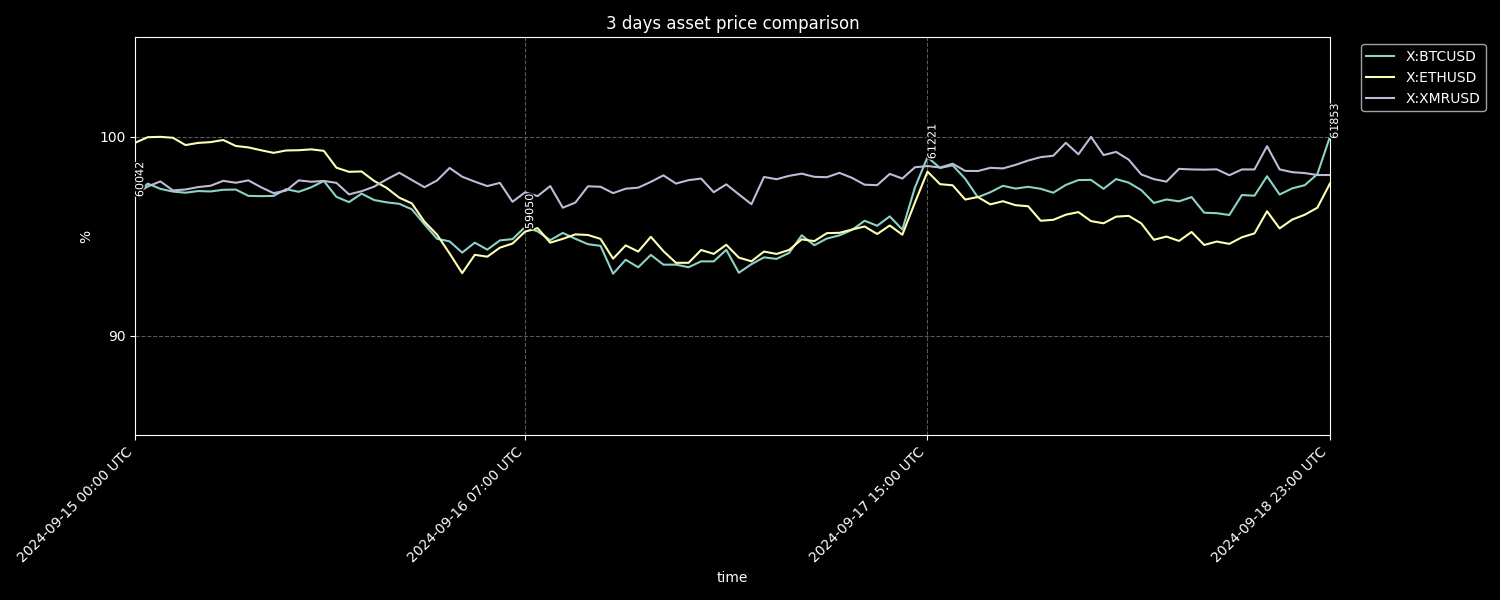 3 days asset price comparison
X:BTCUSD
X:ETHUSD
X:XMRUSD
100
90
%
60042
59050
61221
61853
2024-09-15 00:00 UTC
2024-09-16 07:00 UTC
2024-09-17 15:00 UTC
2024-09-18 23:00 UTC
time